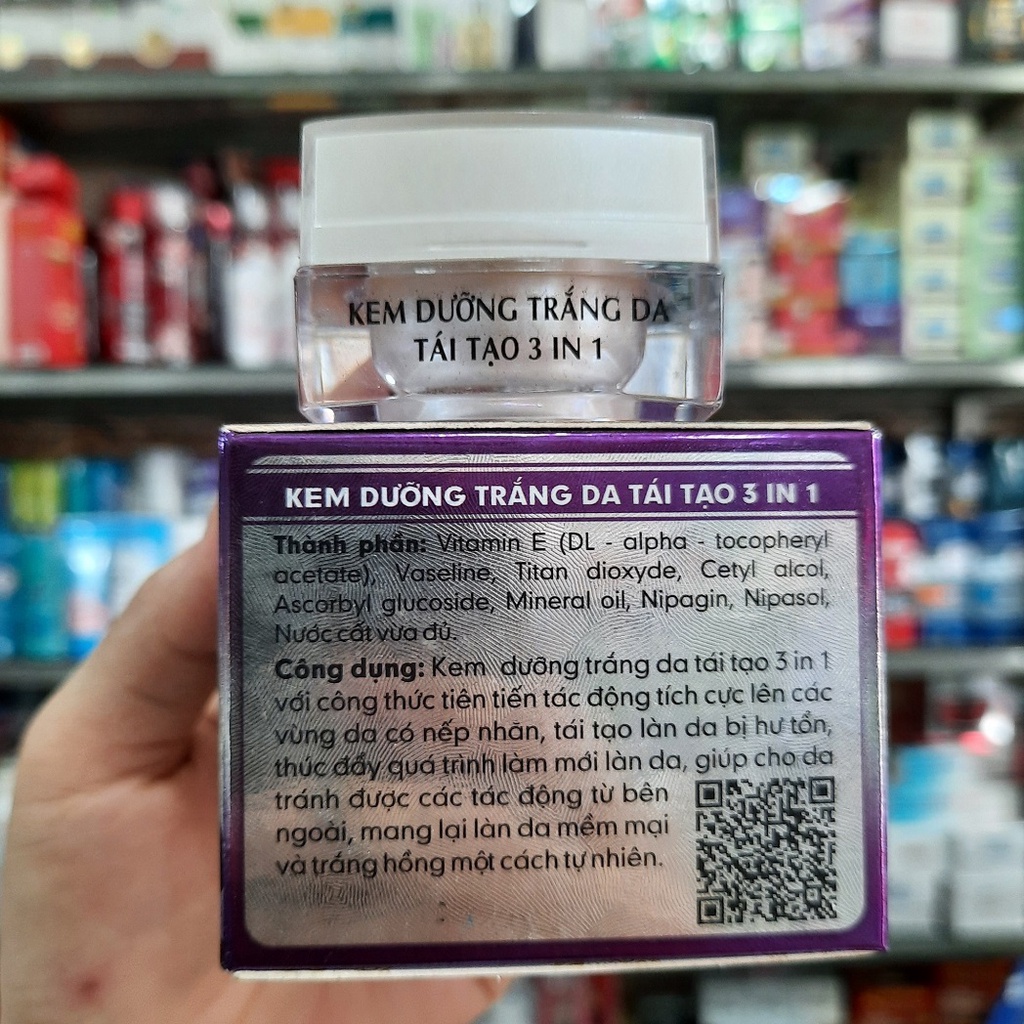 KEM DƯỠNG TRẮNG DA
TÁI TẠO 3 IN 1
KEM DƯỠNG TRẮNG DA TÁI TẠO 3 IN 1
Thành phần: Vitamin E (DL - alpha - tocopheryl
acetate), Vaseline, Titan dioxyde, Cetyl alcol,
Ascorbyl glucoside, Mineral oil, Nipagin, Nipasol,
Nước cất vừa đủ.
Công dụng: Kem dưỡng trắng da tái tạo 3 in 1
với công thức tiên tiến tác động tích cực lên các
vùng da có nếp nhăn, tái tạo làn da bị hư tổn,
thúc đẩy quá trình làm mới làn da, giúp cho da
tránh được các tác động từ bên
ngoài, mang lại làn da mềm mại
và trắng hồng một cách tự nhiên.